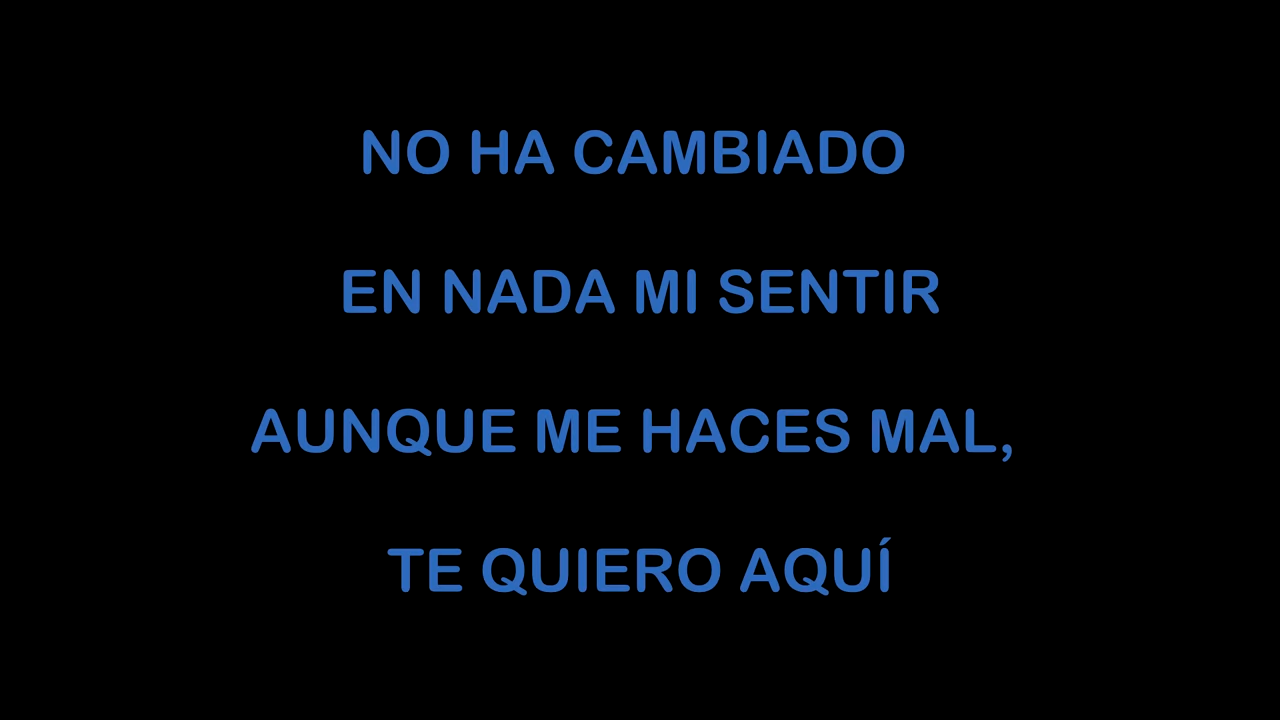 NO HA CAMBIADO
EN NADA MI SENTIR
AUNQUE ME HACES MAL,
TE QUIERO AQUÍ